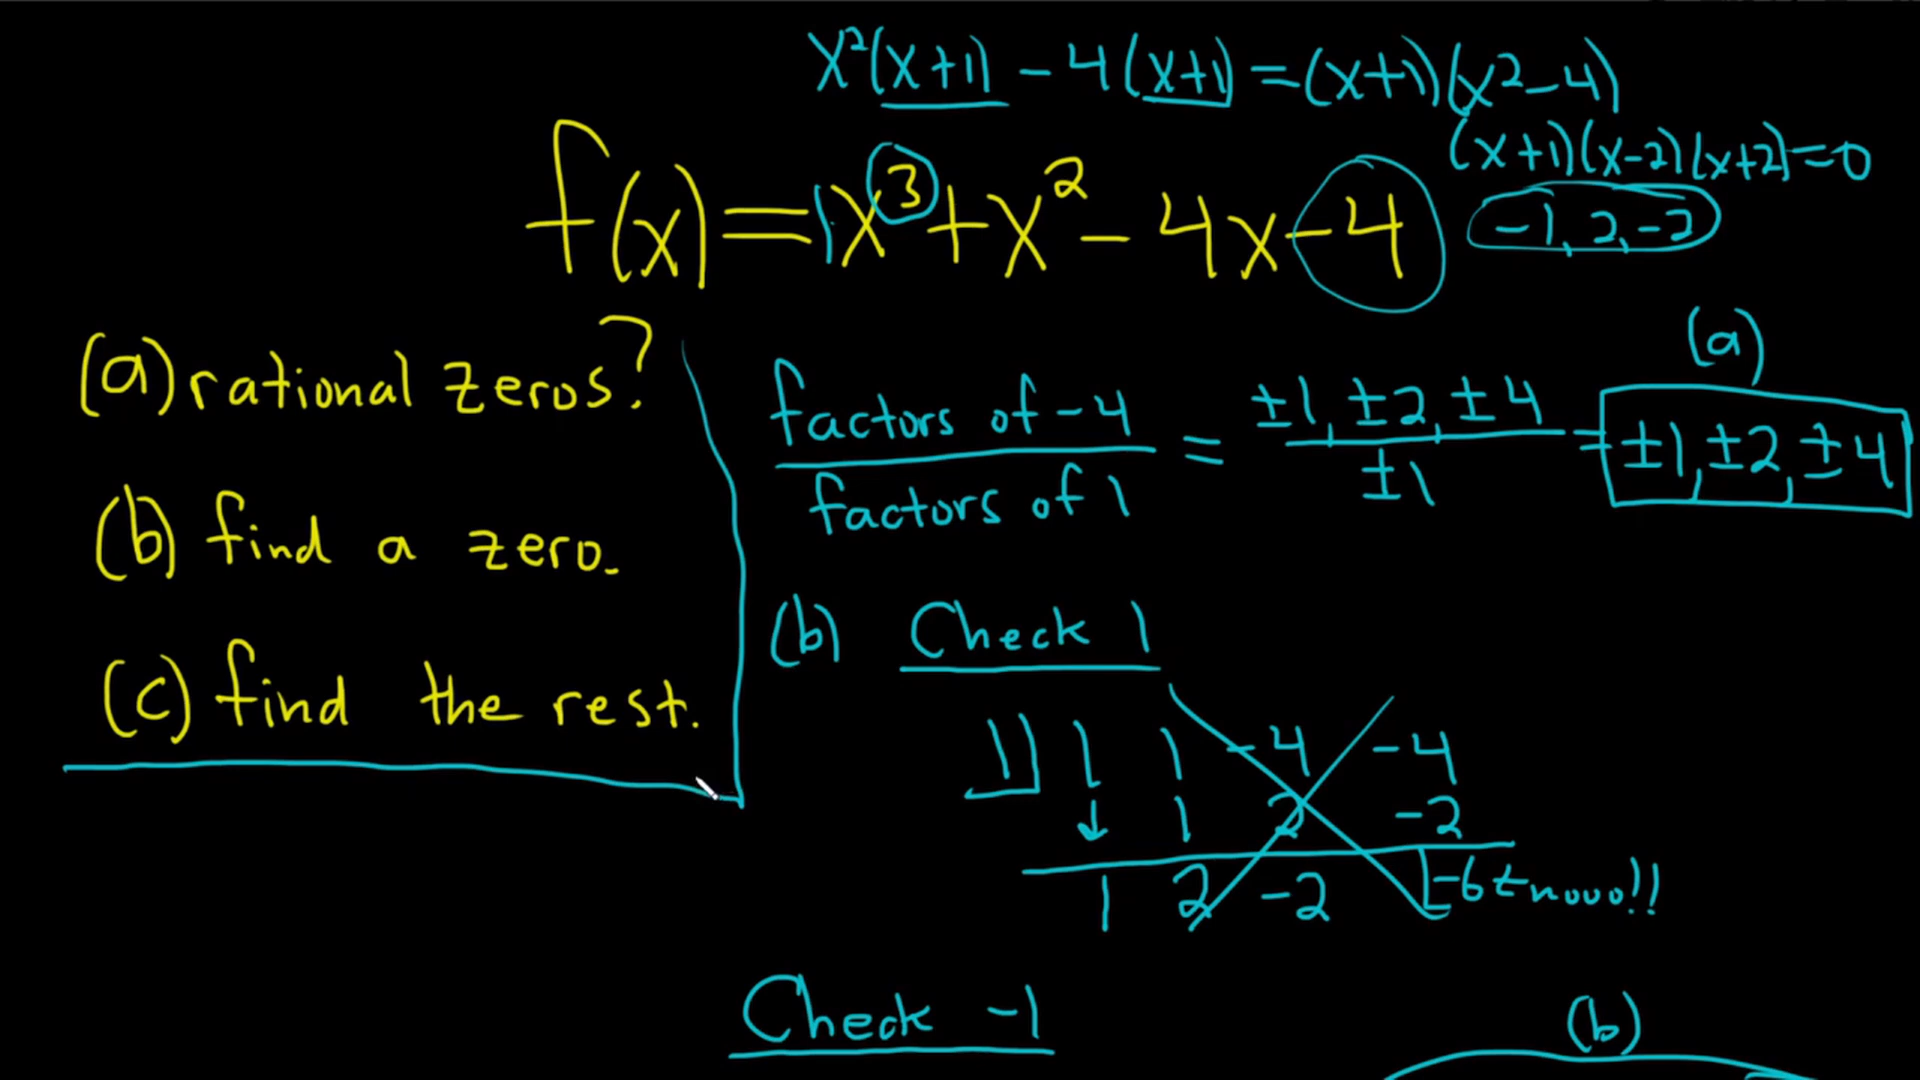 x²(x+1) - 4(x+1) = (x+1)(x²-4)
(x+1)(x-2)(x+2)=0
f(x) = 1x³ + x² - 4x - 4
-1, 2, -2
(a) rational zeros?
(b) find a zero.
(c) find the rest.
(a)
factors of -4
factors of 1
= ±1, ±2, ±4
±1
= ±1, ±2, ±4
(b) Check 1
1 1 1 -4 -4
↓ 1 2 -2
1 2 -2 -6 ← nooo!!
Check -1
(b)